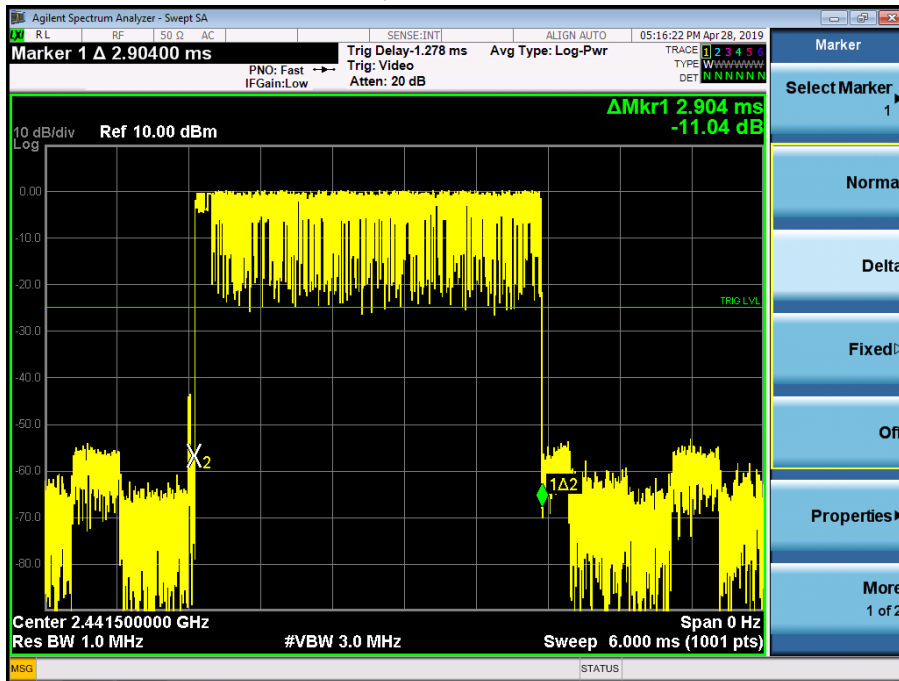 Agilent Spectrum Analyzer - Swept SA
LXI RL RF 50 Ω AC SENSE:INT ALIGN AUTO 05:16:22 PM Apr 28, 2019
Marker 1 Δ 2.90400 ms
PNO: Fast
IFGain:Low
Trig Delay-1.278 ms
Trig: Video
Atten: 20 dB
Avg Type: Log-Pwr
TRACE 1 2 3 4 5 6
TYPE WWWWWWW
DET N N N N N N
ΔMkr1 2.904 ms
-11.04 dB
10 dB/div Ref 10.00 dBm
Log
0.00
-10.0
-20.0
TRIG LVL
-30.0
-40.0
-50.0
X2
-60.0
1Δ2
-70.0
-80.0
Center 2.441500000 GHz Span 0 Hz
Res BW 1.0 MHz #VBW 3.0 MHz Sweep 6.000 ms (1001 pts)
MSG STATUS
Marker
Select Marker
1
Norma
Delta
Fixed
Of
Properties
More
1 of 2